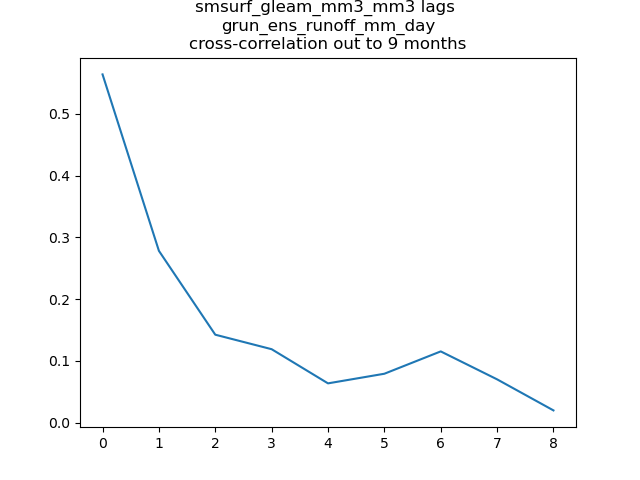 smsurf_gleam_mm3_mm3 lags
grun_ens_runoff_mm_day
cross-correlation out to 9 months
0.5
0.4
0.3
0.2
0.1
0.0
0 1 2 3 4 5 6 7 8